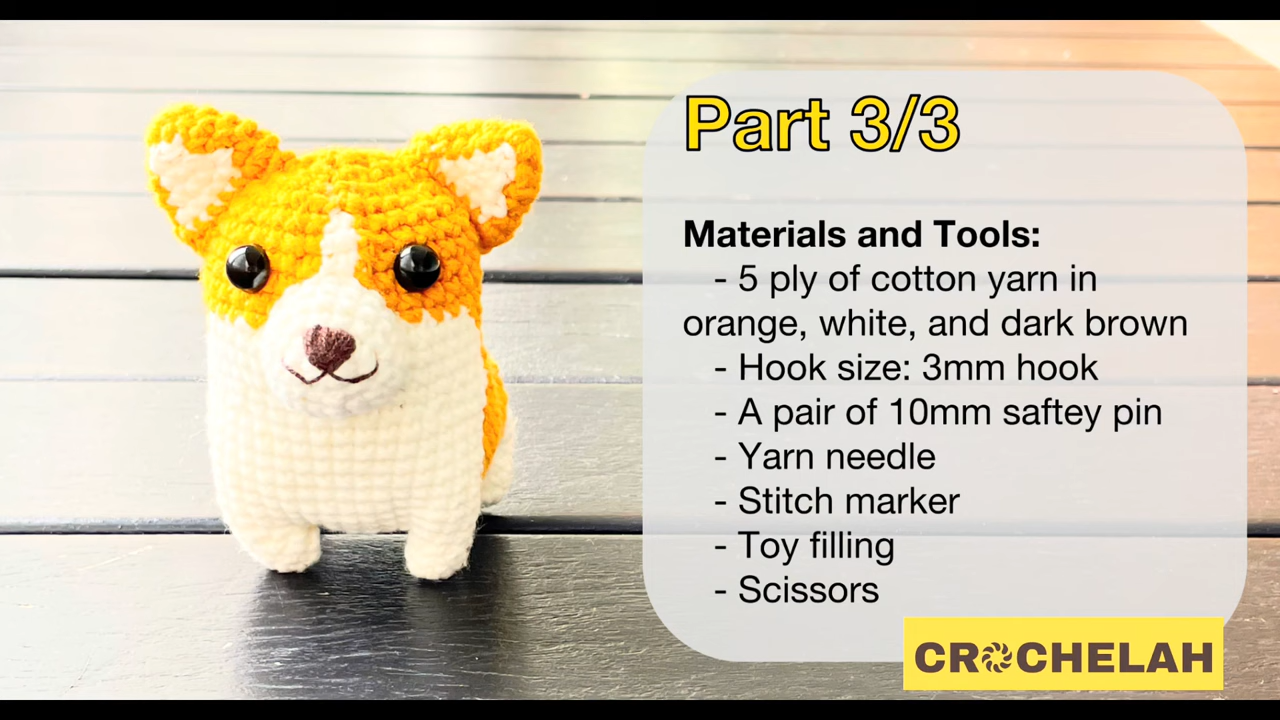 Part 3/3
Materials and Tools:
- 5 ply of cotton yarn in
orange, white, and dark brown
- Hook size: 3mm hook
- A pair of 10mm saftey pin
- Yarn needle
- Stitch marker
- Toy filling
- Scissors
CROCHELAH